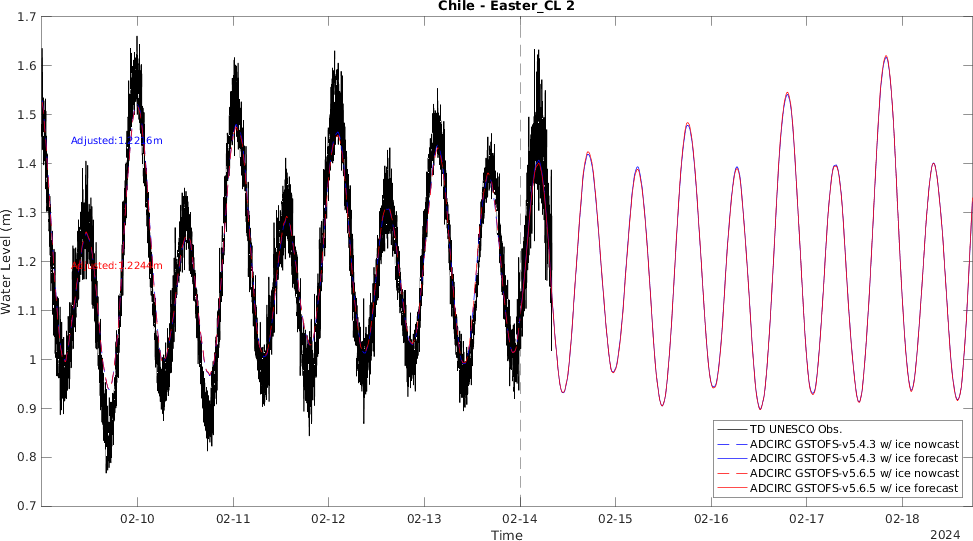 Chile - Easter_CL 2
1.7
1.6
1.5
1.4
1.3
1.2
1.1
1
0.9
0.8
0.7
Water Level (m)
Adjusted:1.2
Adjusted:1.2244m
TD UNESCO Obs.
ADCIRC GSTOFS-v5.4.3 w/ ice nowcast
ADCIRC GSTOFS-v5.4.3 w/ ice forecast
ADCIRC GSTOFS-v5.6.5 w/ ice nowcast
ADCIRC GSTOFS-v5.6.5 w/ ice forecast
02-10
02-11
02-12
02-13
02-14
02-15
02-16
02-17
02-18
Time
2024